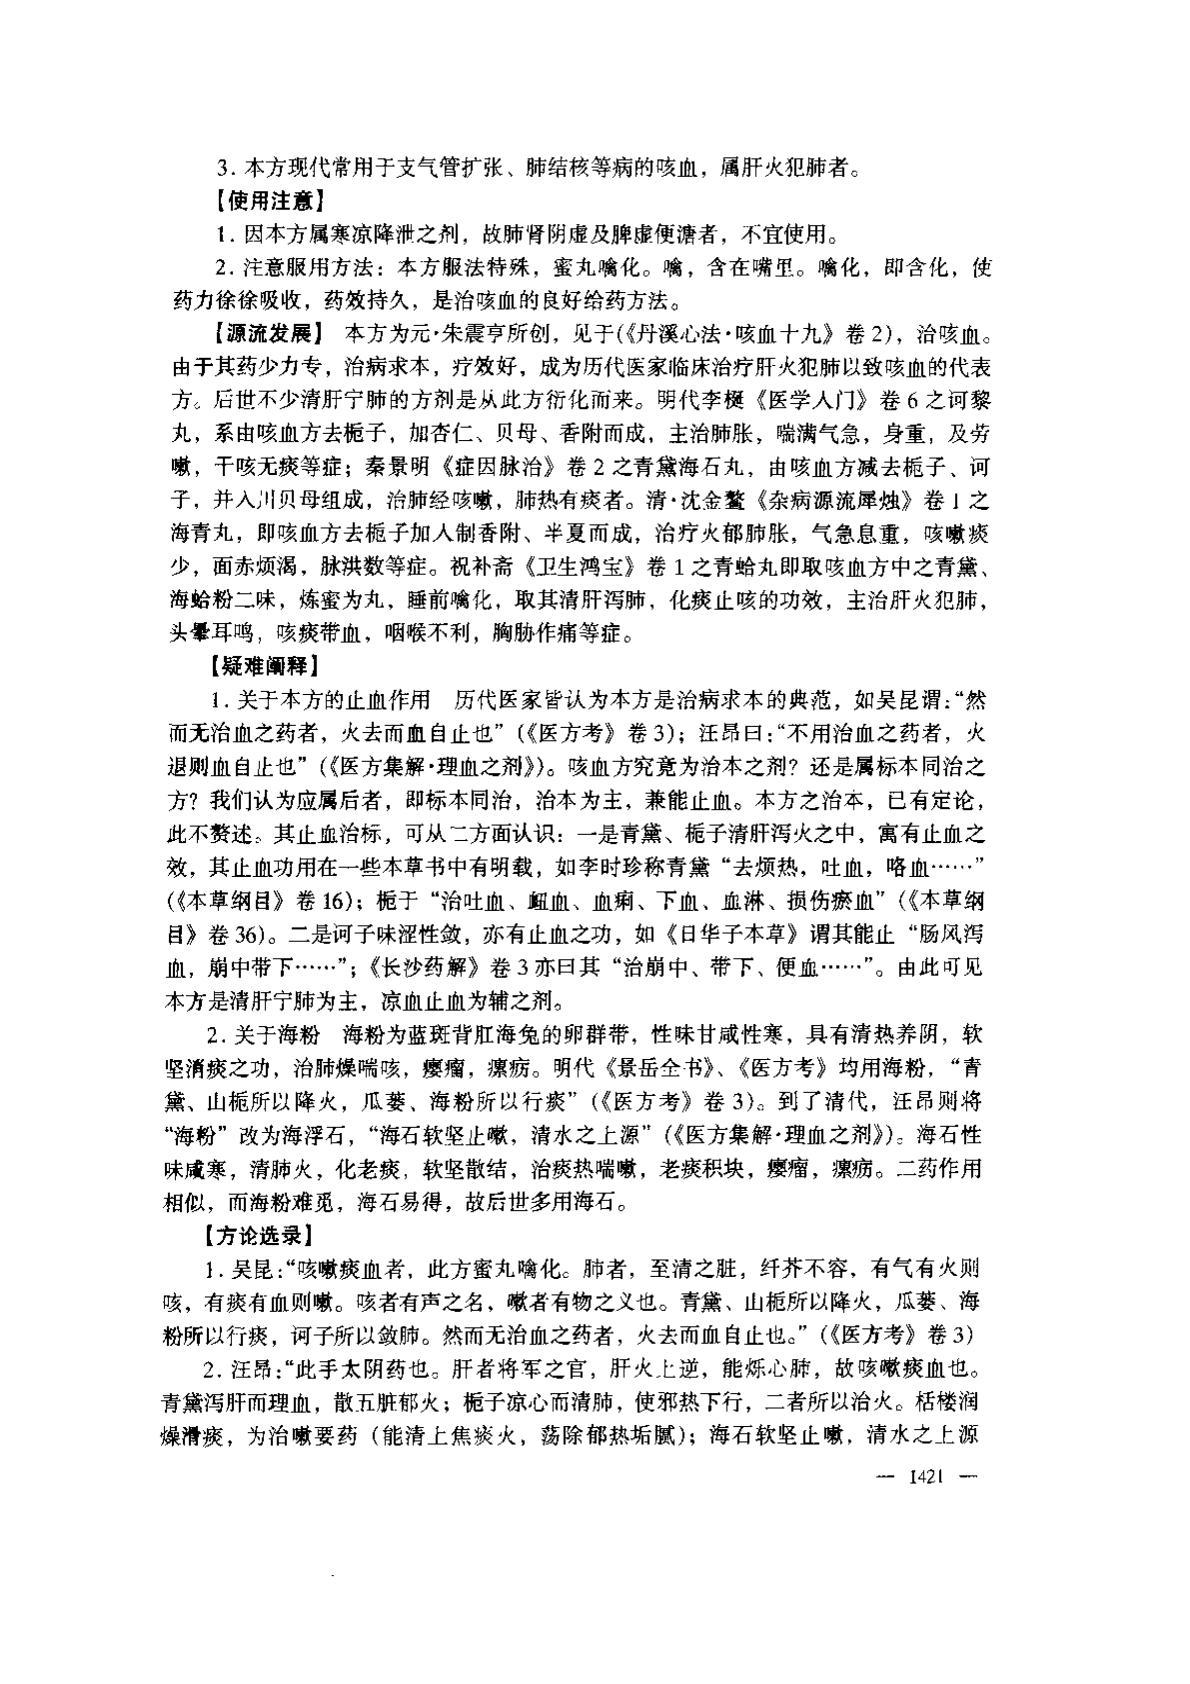 3. 本方现代常用于支气管扩张、肺结核等病的咳血，属肝火犯肺者。
【使用注意】
1. 因本方属寒凉降泄之剂，故肺肾阴虚及脾虚便溏者，不宜使用。
2. 注意服用方法：本方服法特殊，蜜丸噙化。噙，含在嘴里。噙化，即含化，使
药力徐徐吸收，药效持久，是治咳血的良好给药方法。
【源流发展】 本方为元·朱震亨所创，见于(《丹溪心法·咳血十九》卷2)，治咳血。
由于其药少力专，治病求本，疗效好，成为历代医家临床治疗肝火犯肺以致咳血的代表
方。后世不少清肝宁肺的方剂是从此方衍化而来。明代李梴《医学入门》卷 6 之诃黎
丸，系由咳血方去栀子，加杏仁、贝母、香附而成，主治肺胀，喘满气急，身重，及劳
嗽，干咳无痰等症；秦景明《症因脉治》卷 2 之青黛海石丸，由咳血方减去栀子、诃
子，并入川贝母组成，治肺经咳嗽，肺热有痰者。清·沈金鳌《杂病源流犀烛》卷 1 之
海青丸，即咳血方去栀子加人制香附、半夏而成，治疗火郁肺胀，气急息重，咳嗽痰
少，面赤烦渴，脉洪数等症。祝补斋《卫生鸿宝》卷 1 之青蛤丸即取咳血方中之青黛、
海蛤粉二味，炼蜜为丸，睡前噙化，取其清肝泻肺，化痰止咳的功效，主治肝火犯肺，
头晕耳鸣，咳痰带血，咽喉不利，胸胁作痛等症。
【疑难阐释】
1. 关于本方的止血作用 历代医家皆认为本方是治病求本的典范，如吴昆谓：“然
而无治血之药者，火去而血自止也”(《医方考》卷 3)；汪昂曰：“不用治血之药者，火
退则血自止也”(《医方集解·理血之剂》)。咳血方究竟为治本之剂？还是属标本同治之
方？我们认为应属后者，即标本同治，治本为主，兼能止血。本方之治本，已有定论，
此不赘述。其止血治标，可从二方面认识：一是青黛、栀子清肝泻火之中，寓有止血之
效，其止血功用在一些本草书中有明载，如李时珍称青黛“去烦热，吐血，咯血……”
(《本草纲目》卷 16)；栀于“治吐血、衄血、血痢、下血、血淋、损伤瘀血”(《本草纲
目》卷 36)。二是诃子味涩性敛，亦有止血之功，如《日华子本草》谓其能止“肠风泻
血，崩中带下……”；《长沙药解》卷 3 亦曰其“治崩中、带下、便血……”。由此可见
本方是清肝宁肺为主，凉血止血为辅之剂。
2. 关于海粉 海粉为蓝斑背肛海兔的卵群带，性味甘咸性寒，具有清热养阴，软
坚消痰之功，治肺燥喘咳，瘿瘤，瘰疬。明代《景岳全书》、《医方考》均用海粉，“青
黛、山栀所以降火，瓜蒌、海粉所以行痰”(《医方考》卷 3)。到了清代，汪昂则将
“海粉”改为海浮石，“海石软坚止嗽，清水之上源”(《医方集解·理血之剂》)。海石性
味咸寒，清肺火，化老痰，软坚散结，治痰热喘嗽，老痰积块，瘿瘤，瘰疬。二药作用
相似，而海粉难觅，海石易得，故后世多用海石。
【方论选录】
1. 吴昆：“咳嗽痰血者，此方蜜丸噙化。肺者，至清之脏，纤芥不容，有气有火则
咳，有痰有血则嗽。咳者有声之名，嗽者有物之义也。青黛、山栀所以降火，瓜蒌、海
粉所以行痰，诃子所以敛肺。然而无治血之药者，火去而血自止也。”(《医方考》卷 3)
2. 汪昂：“此手太阴药也。肝者将军之官，肝火上逆，能烁心肺，故咳嗽痰血也。
青黛泻肝而理血，散五脏郁火；栀子凉心而清肺，使邪热下行，二者所以治火。栝楼润
燥滑痰，为治嗽要药（能清上焦痰火，荡除郁热垢腻)；海石软坚止嗽，清水之上源
— 1421 —